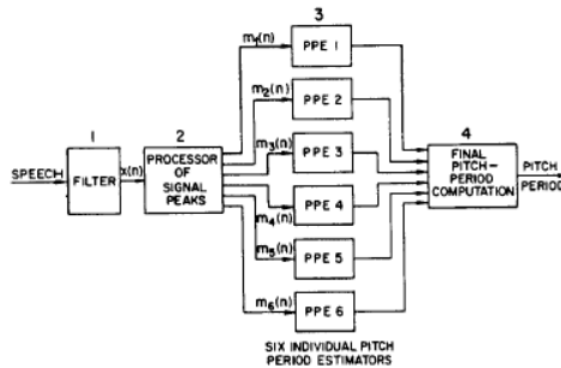 3
m₁(n)
PPE 1
m₂(n)
PPE 2
1
2
4
SPEECH
FILTER
x(n)
PROCESSOR
OF
SIGNAL
PEAKS
m₃(n)
PPE 3
FINAL
PITCH-
PERIOD
COMPUTATION
PITCH
PERIOD
m₄(n)
PPE 4
m₅(n)
PPE 5
m₆(n)
PPE 6
SIX INDIVIDUAL PITCH
PERIOD ESTIMATORS